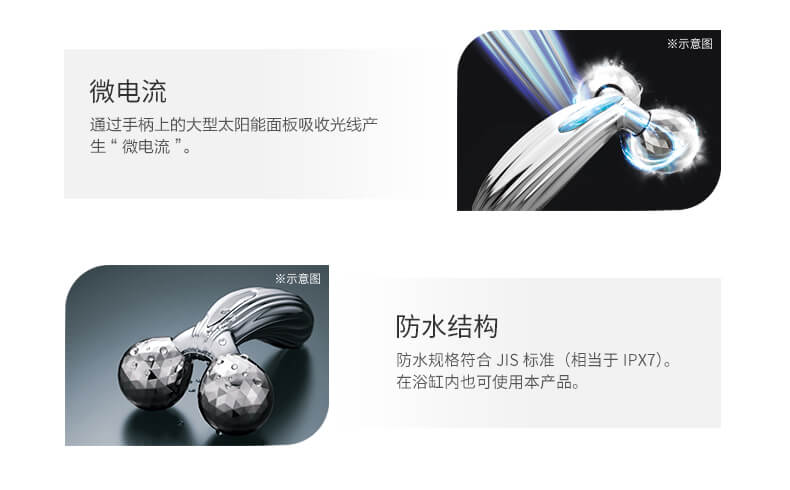 ※示意图
微电流
通过手柄上的大型太阳能面板吸收光线产
生“ 微电流 ”。
※示意图
防水结构
防水规格符合 JIS 标准（相当于 IPX7）。
在浴缸内也可使用本产品。